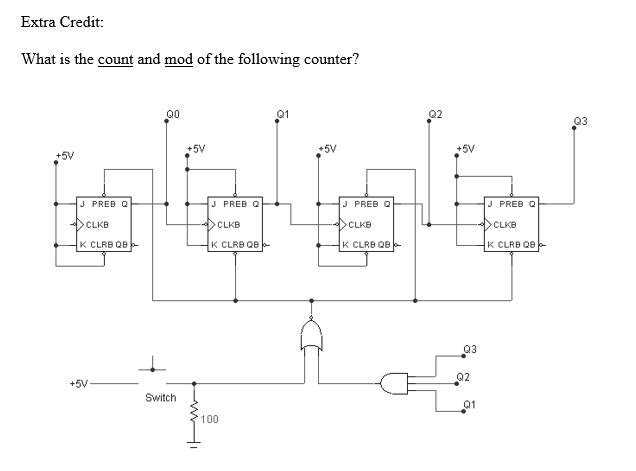 Extra Credit:
What is the count and mod of the following counter?
Q0
Q1
Q2
Q3
+5V
+5V
+5V
+5V
J PREB Q
CLKB
K CLRB QB
J PREB Q
CLKB
K CLRB QB
J PREB Q
CLKB
K CLRB QB
J PREB Q
CLKB
K CLRB QB
Q3
Q2
Q1
+5V
Switch
100